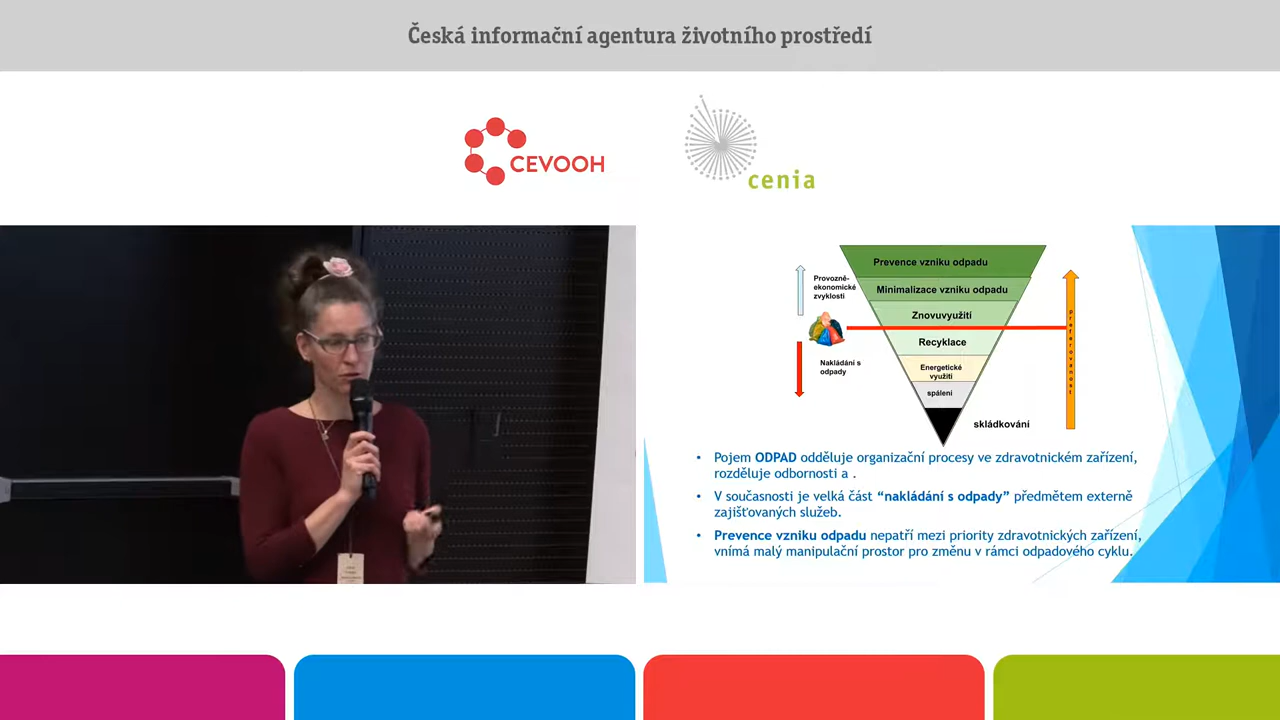 Česká informační agentura životního prostředí
CEVOOH
cenia
Prevence vzniku odpadu
Minimalizace vzniku odpadu
Znovuvyužití
Recyklace
Energetické
využití
spálení
skládkování
Provozně-
ekonomické
zvyklosti
Nakládání s
odpady
preferovanost
• Pojem ODPAD odděluje organizační procesy ve zdravotnickém zařízení,
rozděluje odbornosti a .
• V současnosti je velká část “nakládání s odpady” předmětem externě
zajišťovaných služeb.
• Prevence vzniku odpadu nepatří mezi priority zdravotnických zařízení,
vnímá malý manipulační prostor pro změnu v rámci odpadového cyklu.